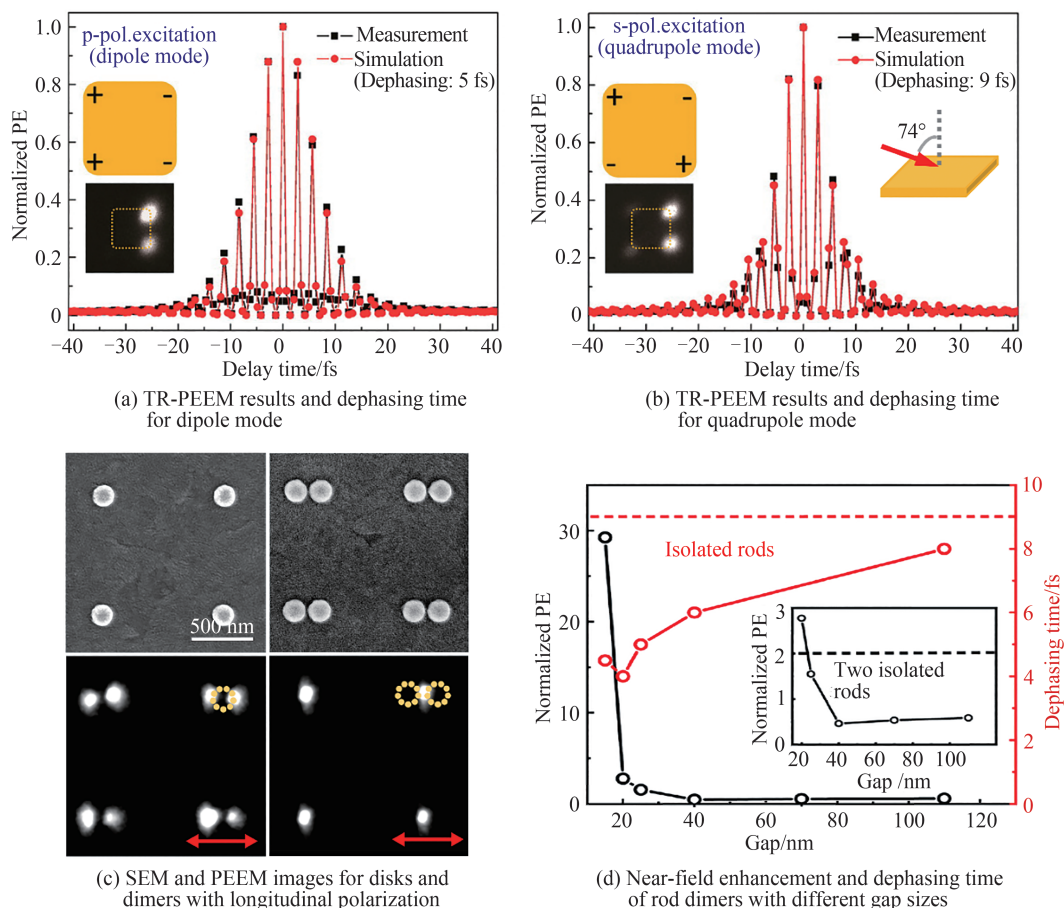 p-pol.excitation
(dipole mode)
Measurement
Simulation
(Dephasing: 5 fs)
+ -
+ -
Normalized PE
1.0
0.8
0.6
0.4
0.2
0
−40 −30 −20 −10 0 10 20 30 40
Delay time/fs
(a) TR-PEEM results and dephasing time
for dipole mode
s-pol.excitation
(quadrupole mode)
Measurement
Simulation
(Dephasing: 9 fs)
+ -
- +
74°
Normalized PE
1.0
0.8
0.6
0.4
0.2
0
−40 −30 −20 −10 0 10 20 30 40
Delay time/fs
(b) TR-PEEM results and dephasing time
for quadrupole mode
500 nm
(c) SEM and PEEM images for disks and
dimers with longitudinal polarization
Normalized PE
30
20
10
0
20 40 60 80 100 120
Gap/nm
10
8
6
4
2
0
Dephasing time/fs
Isolated rods
Normalized PE
3
2
1
0
Two isolated
rods
20 40 60 80 100
Gap /nm
(d) Near-field enhancement and dephasing time
of rod dimers with different gap sizes